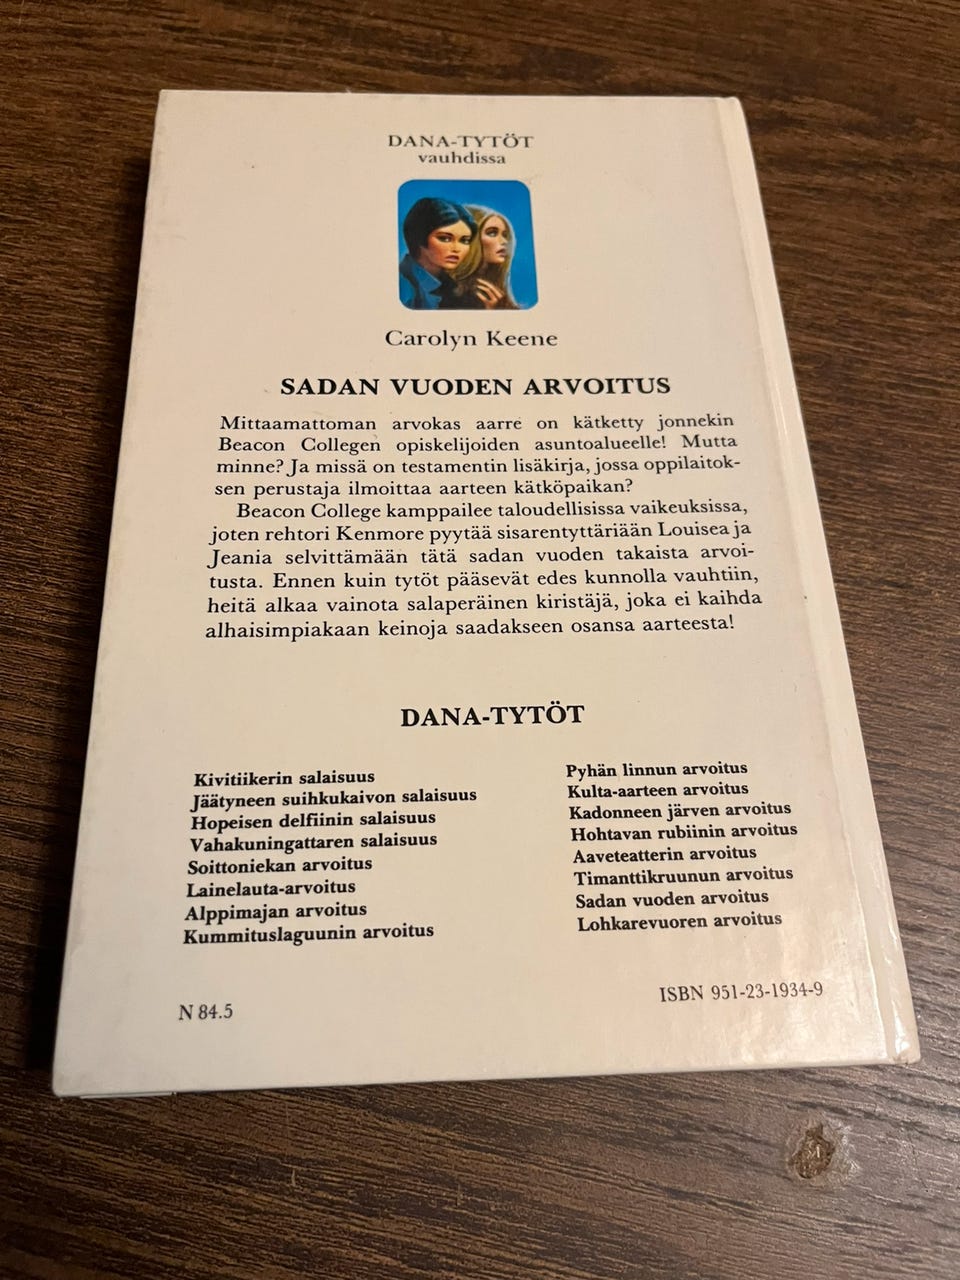 DANA-TYTÖT
vauhdissa
Carolyn Keene
SADAN VUODEN ARVOITUS
Mittaamattoman arvokas aarre on kätketty jonnekin
Beacon Collegen opiskelijoiden asuntoalueelle! Mutta
minne? Ja missä on testamentin lisäkirja, jossa oppilaitok-
sen perustaja ilmoittaa aarteen kätköpaikan?
Beacon College kamppailee taloudellisissa vaikeuksissa,
joten rehtori Kenmore pyytää sisarentyttäriään Louisea ja
Jeania selvittämään tätä sadan vuoden takaista arvoi-
tusta. Ennen kuin tytöt pääsevät edes kunnolla vauhtiin,
heitä alkaa vainota salaperäinen kiristäjä, joka ei kaihda
alhaisimpiakaan keinoja saadakseen osansa aarteesta!
DANA-TYTÖT
Kivitiikerin salaisuus
Jäätyneen suihkukaivon salaisuus
Hopeisen delfiinin salaisuus
Vahakuningattaren salaisuus
Soittoniekan arvoitus
Lainelauta-arvoitus
Alppimajan arvoitus
Kummituslaguunin arvoitus
Pyhän linnun arvoitus
Kulta-aarteen arvoitus
Kadonneen järven arvoitus
Hohtavan rubiinin arvoitus
Aaveteatterin arvoitus
Timanttikruunun arvoitus
Sadan vuoden arvoitus
Lohkarevuoren arvoitus
N 84.5
ISBN 951-23-1934-9